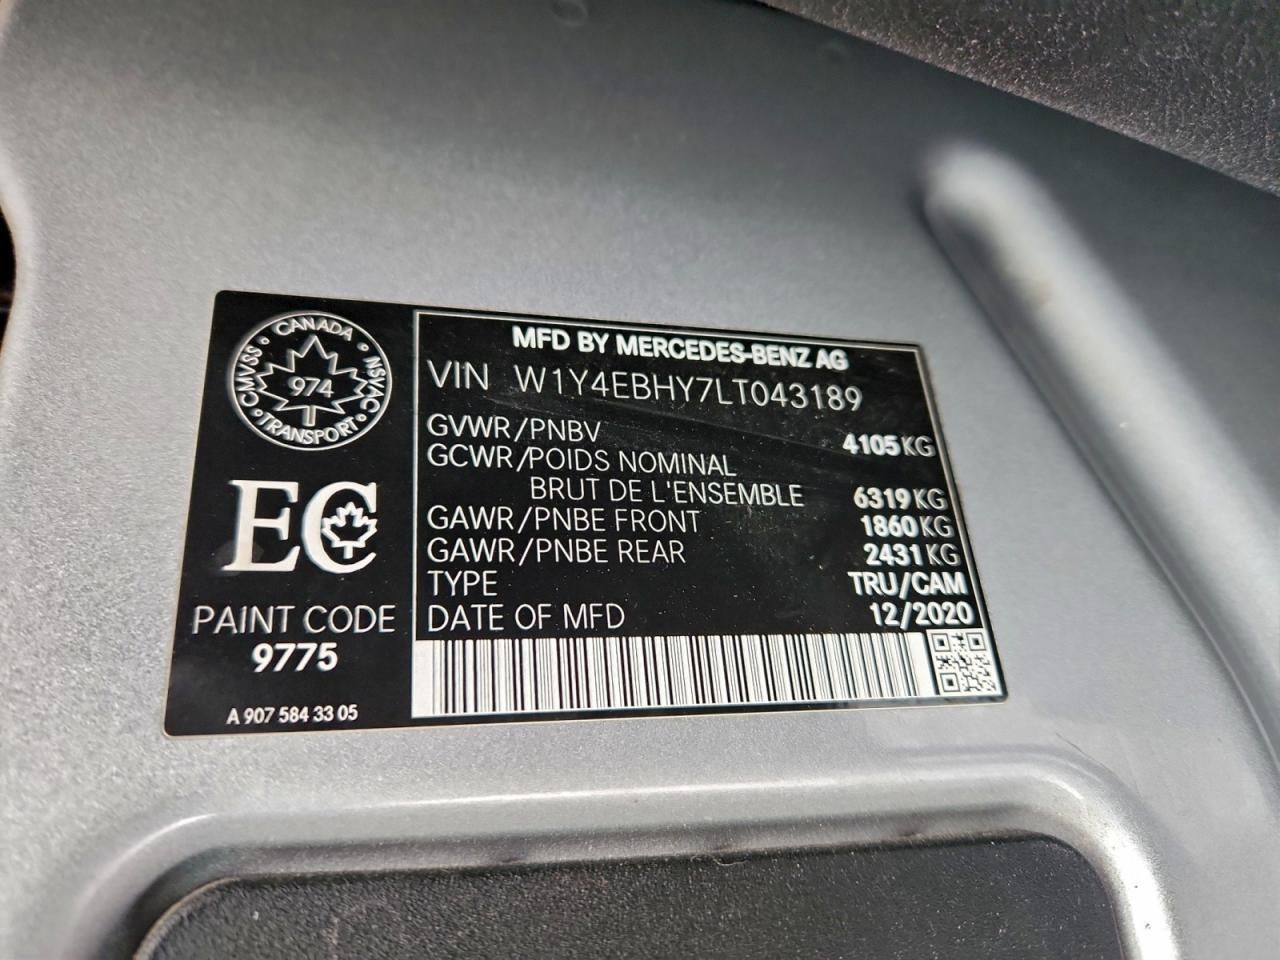 CANADA
CMVSS NSVAC
974
TRANSPORT
EC
PAINT CODE
9775
A 907 584 33 05
MFD BY MERCEDES-BENZ AG
VIN W1Y4EBHY7LT043189
GVWR/PNBV 4105 KG
GCWR/POIDS NOMINAL
BRUT DE L'ENSEMBLE 6319 KG
GAWR/PNBE FRONT 1860 KG
GAWR/PNBE REAR 2431 KG
TYPE TRU/CAM
DATE OF MFD 12/2020